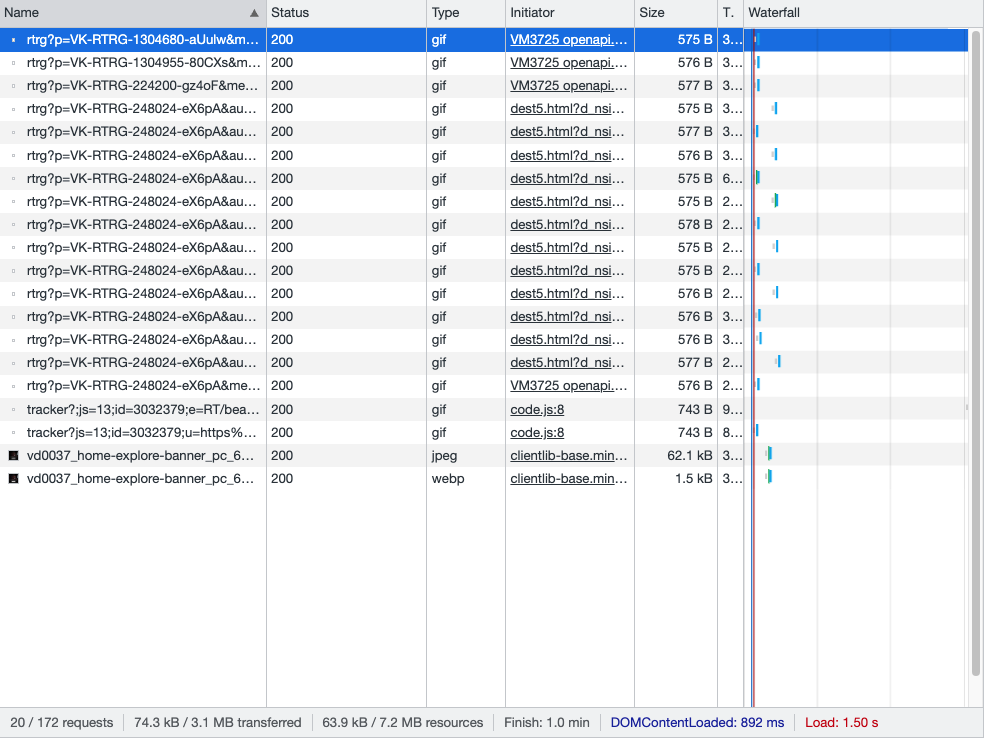 Name ▲ Status Type Initiator Size T. Waterfall
rtrg?p=VK-RTRG-1304680-aUulw&m... 200 gif VM3725 openapi.... 575 B 3...
rtrg?p=VK-RTRG-1304955-80CXs&m... 200 gif VM3725 openapi.... 576 B 3...
rtrg?p=VK-RTRG-224200-gz4oF&me... 200 gif VM3725 openapi.... 577 B 3...
rtrg?p=VK-RTRG-248024-eX6pA&au... 200 gif dest5.html?d_nsi... 575 B 3...
rtrg?p=VK-RTRG-248024-eX6pA&au... 200 gif dest5.html?d_nsi... 577 B 3...
rtrg?p=VK-RTRG-248024-eX6pA&au... 200 gif dest5.html?d_nsi... 576 B 3...
rtrg?p=VK-RTRG-248024-eX6pA&au... 200 gif dest5.html?d_nsi... 575 B 6...
rtrg?p=VK-RTRG-248024-eX6pA&au... 200 gif dest5.html?d_nsi... 575 B 2...
rtrg?p=VK-RTRG-248024-eX6pA&au... 200 gif dest5.html?d_nsi... 578 B 2...
rtrg?p=VK-RTRG-248024-eX6pA&au... 200 gif dest5.html?d_nsi... 575 B 2...
rtrg?p=VK-RTRG-248024-eX6pA&au... 200 gif dest5.html?d_nsi... 575 B 2...
rtrg?p=VK-RTRG-248024-eX6pA&au... 200 gif dest5.html?d_nsi... 576 B 2...
rtrg?p=VK-RTRG-248024-eX6pA&au... 200 gif dest5.html?d_nsi... 576 B 3...
rtrg?p=VK-RTRG-248024-eX6pA&au... 200 gif dest5.html?d_nsi... 576 B 3...
rtrg?p=VK-RTRG-248024-eX6pA&au... 200 gif dest5.html?d_nsi... 577 B 2...
rtrg?p=VK-RTRG-248024-eX6pA&me... 200 gif VM3725 openapi.... 576 B 2...
tracker?;js=13;id=3032379;e=RT/bea... 200 gif code.js:8 743 B 9...
tracker?js=13;id=3032379;u=https%... 200 gif code.js:8 743 B 8...
vd0037_home-explore-banner_pc_6... 200 jpeg clientlib-base.min... 62.1 kB 3...
vd0037_home-explore-banner_pc_6... 200 webp clientlib-base.min... 1.5 kB 3...
20 / 172 requests 74.3 kB / 3.1 MB transferred 63.9 kB / 7.2 MB resources Finish: 1.0 min DOMContentLoaded: 892 ms Load: 1.50 s